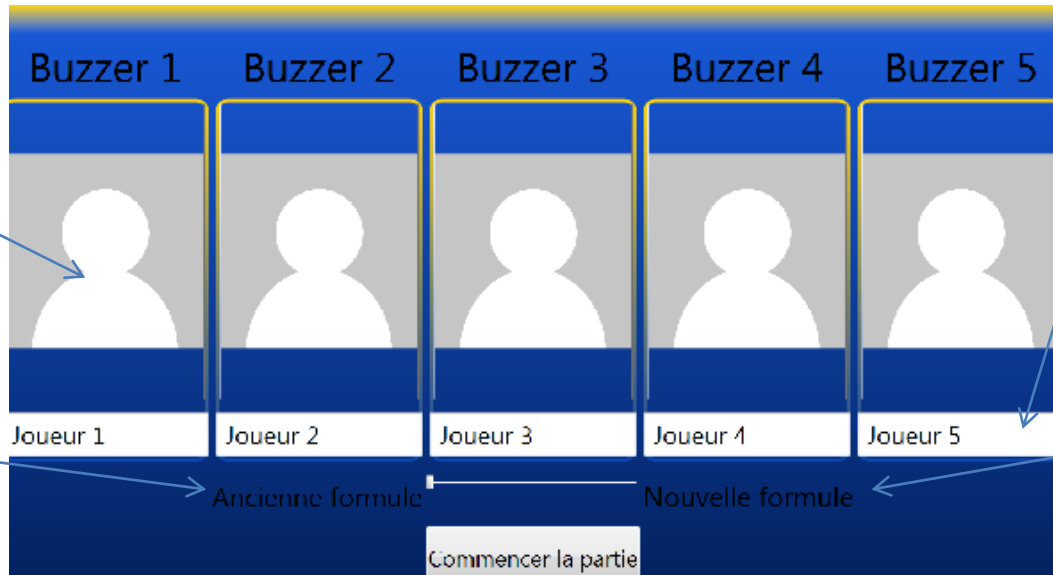 Buzzer 1 Buzzer 2 Buzzer 3 Buzzer 4 Buzzer 5
Joueur 1 Joueur 2 Joueur 3 Joueur 4 Joueur 5
Ancienne formule Nouvelle formule
Commencer la partie